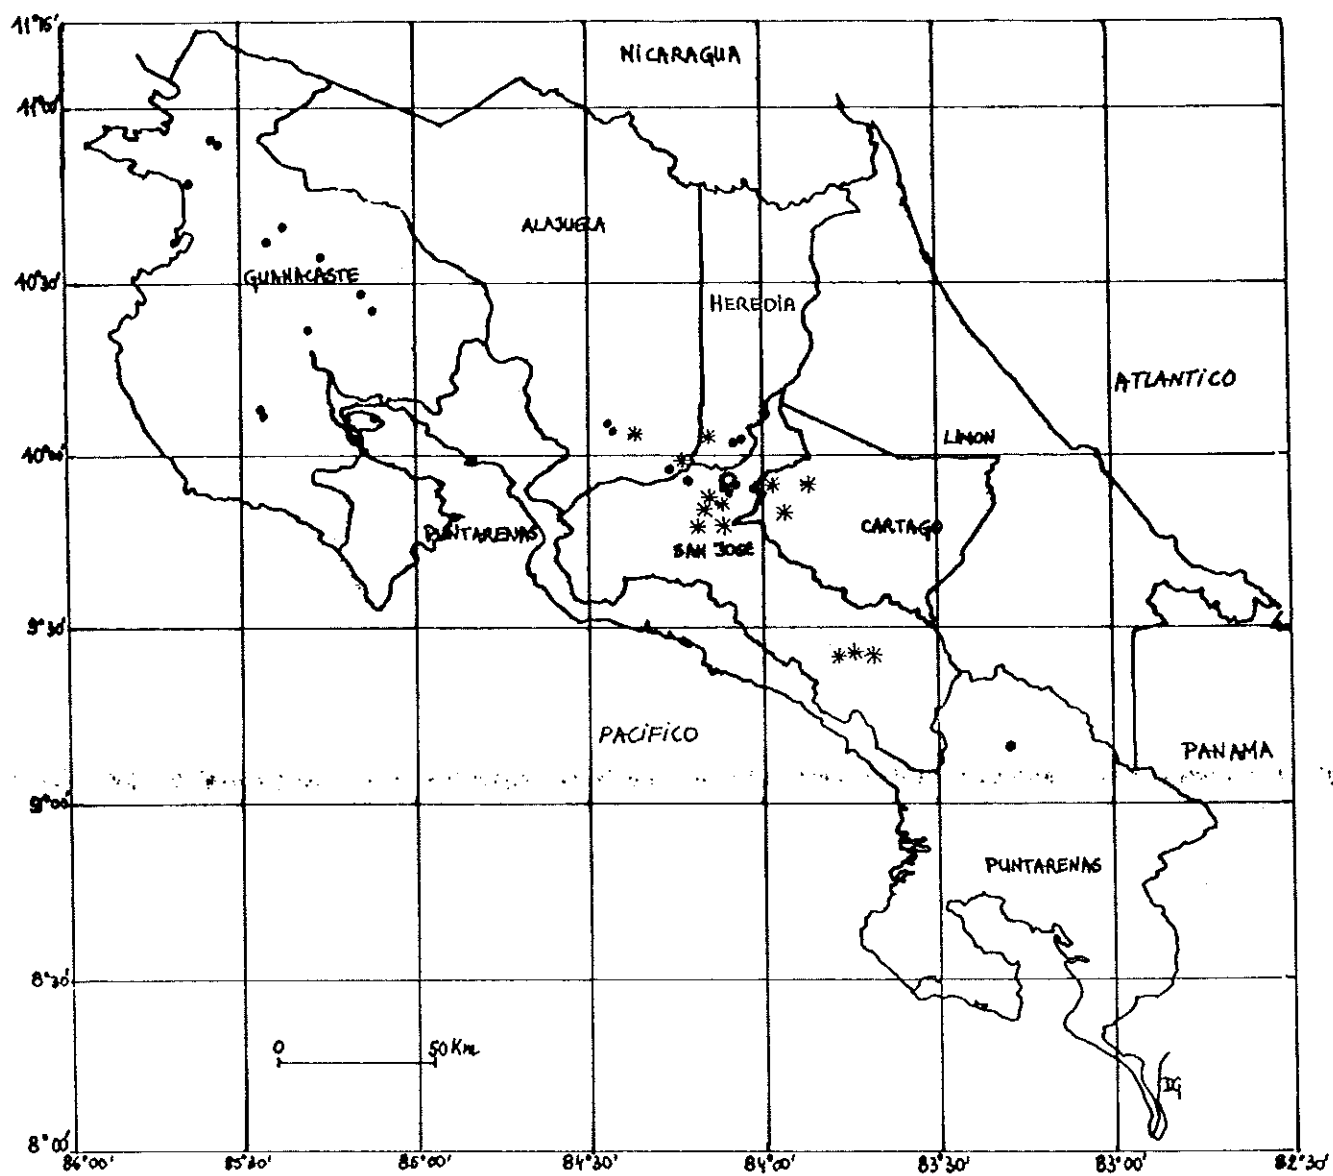 11°15'
NICARAGUA
11°00'
ALAJUELA
10°30'
GUANACASTE
HEREDIA
ATLANTICO
LIMON
10°00'
CARTAGO
PUNTARENAS
SAN JOSE
9°30'
PACIFICO
PANAMA
9°00'
PUNTARENAS
8°30'
0 50 Km
8°00'
86°00' 85°30' 85°00' 84°30' 84°00' 83°30' 83°00' 82°30'